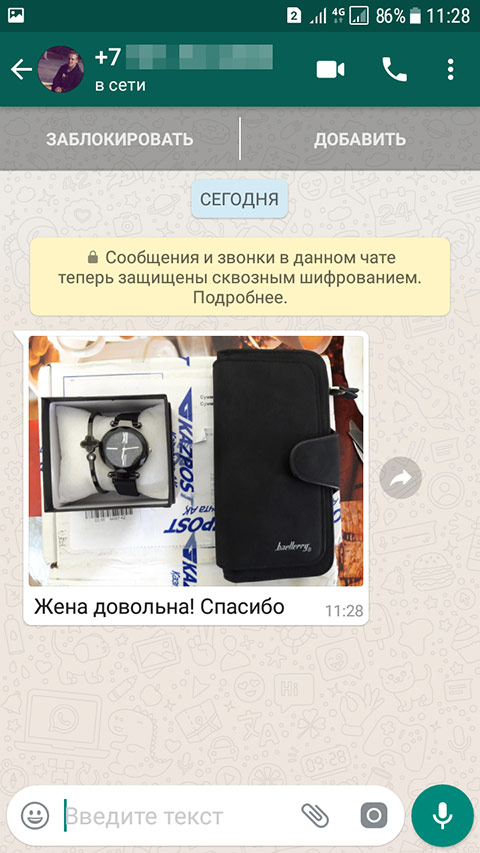 2 4G 86% 11:28
+7
в сети
ЗАБЛОКИРОВАТЬ ДОБАВИТЬ
СЕГОДНЯ
Сообщения и звонки в данном чате
теперь защищены сквозным шифрованием.
Подробнее.
KAZPOST
KAZPOST
baellerry
Жена довольна! Спасибо 11:28
Введите текст